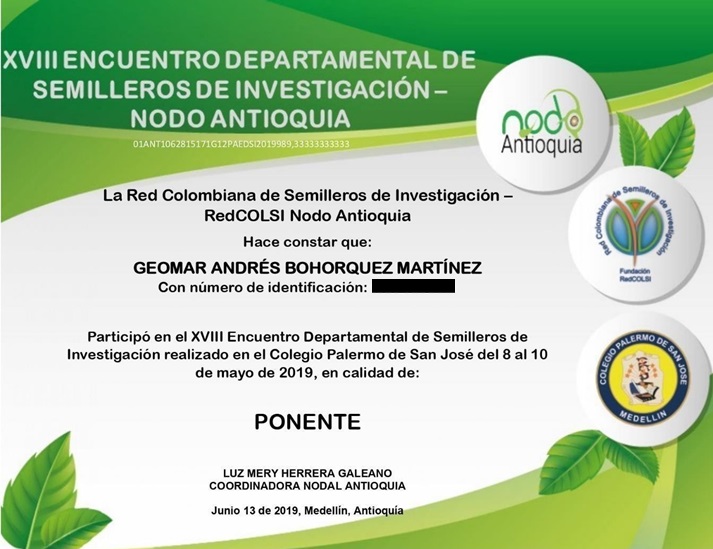 XVIII ENCUENTRO DEPARTAMENTAL DE
SEMILLEROS DE INVESTIGACIÓN –
NODO ANTIOQUIA
01ANT1062815171G12PAEDSI2019989,33333333333
nodo
Antioquia
La Red Colombiana de Semilleros de Investigación –
RedCOLSI Nodo Antioquia
Red Colombiana de Semilleros de Investigación
Fundación
RedCOLSI
Hace constar que:
GEOMAR ANDRÉS BOHORQUEZ MARTÍNEZ
Con número de identificación:
Participó en el XVIII Encuentro Departamental de Semilleros de
Investigación realizado en el Colegio Palermo de San José del 8 al 10
de mayo de 2019, en calidad de:
COLEGIO PALERMO DE SAN JOSE
MEDELLIN
PONENTE
LUZ MERY HERRERA GALEANO
COORDINADORA NODAL ANTIOQUIA
Junio 13 de 2019, Medellín, Antioquía